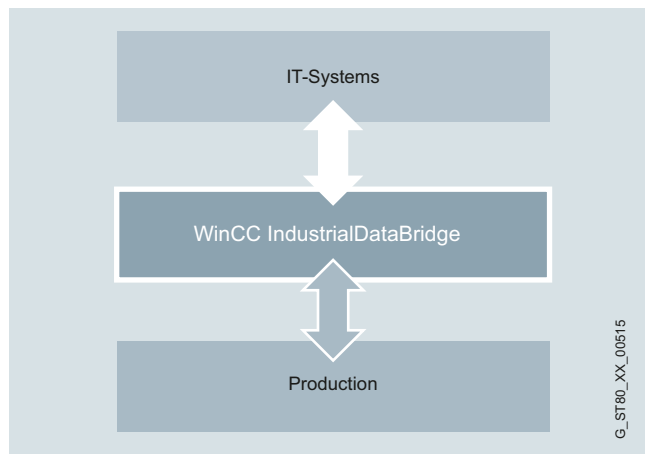 IT-Systems
WinCC IndustrialDataBridge
Production
G_ST80_XX_00515